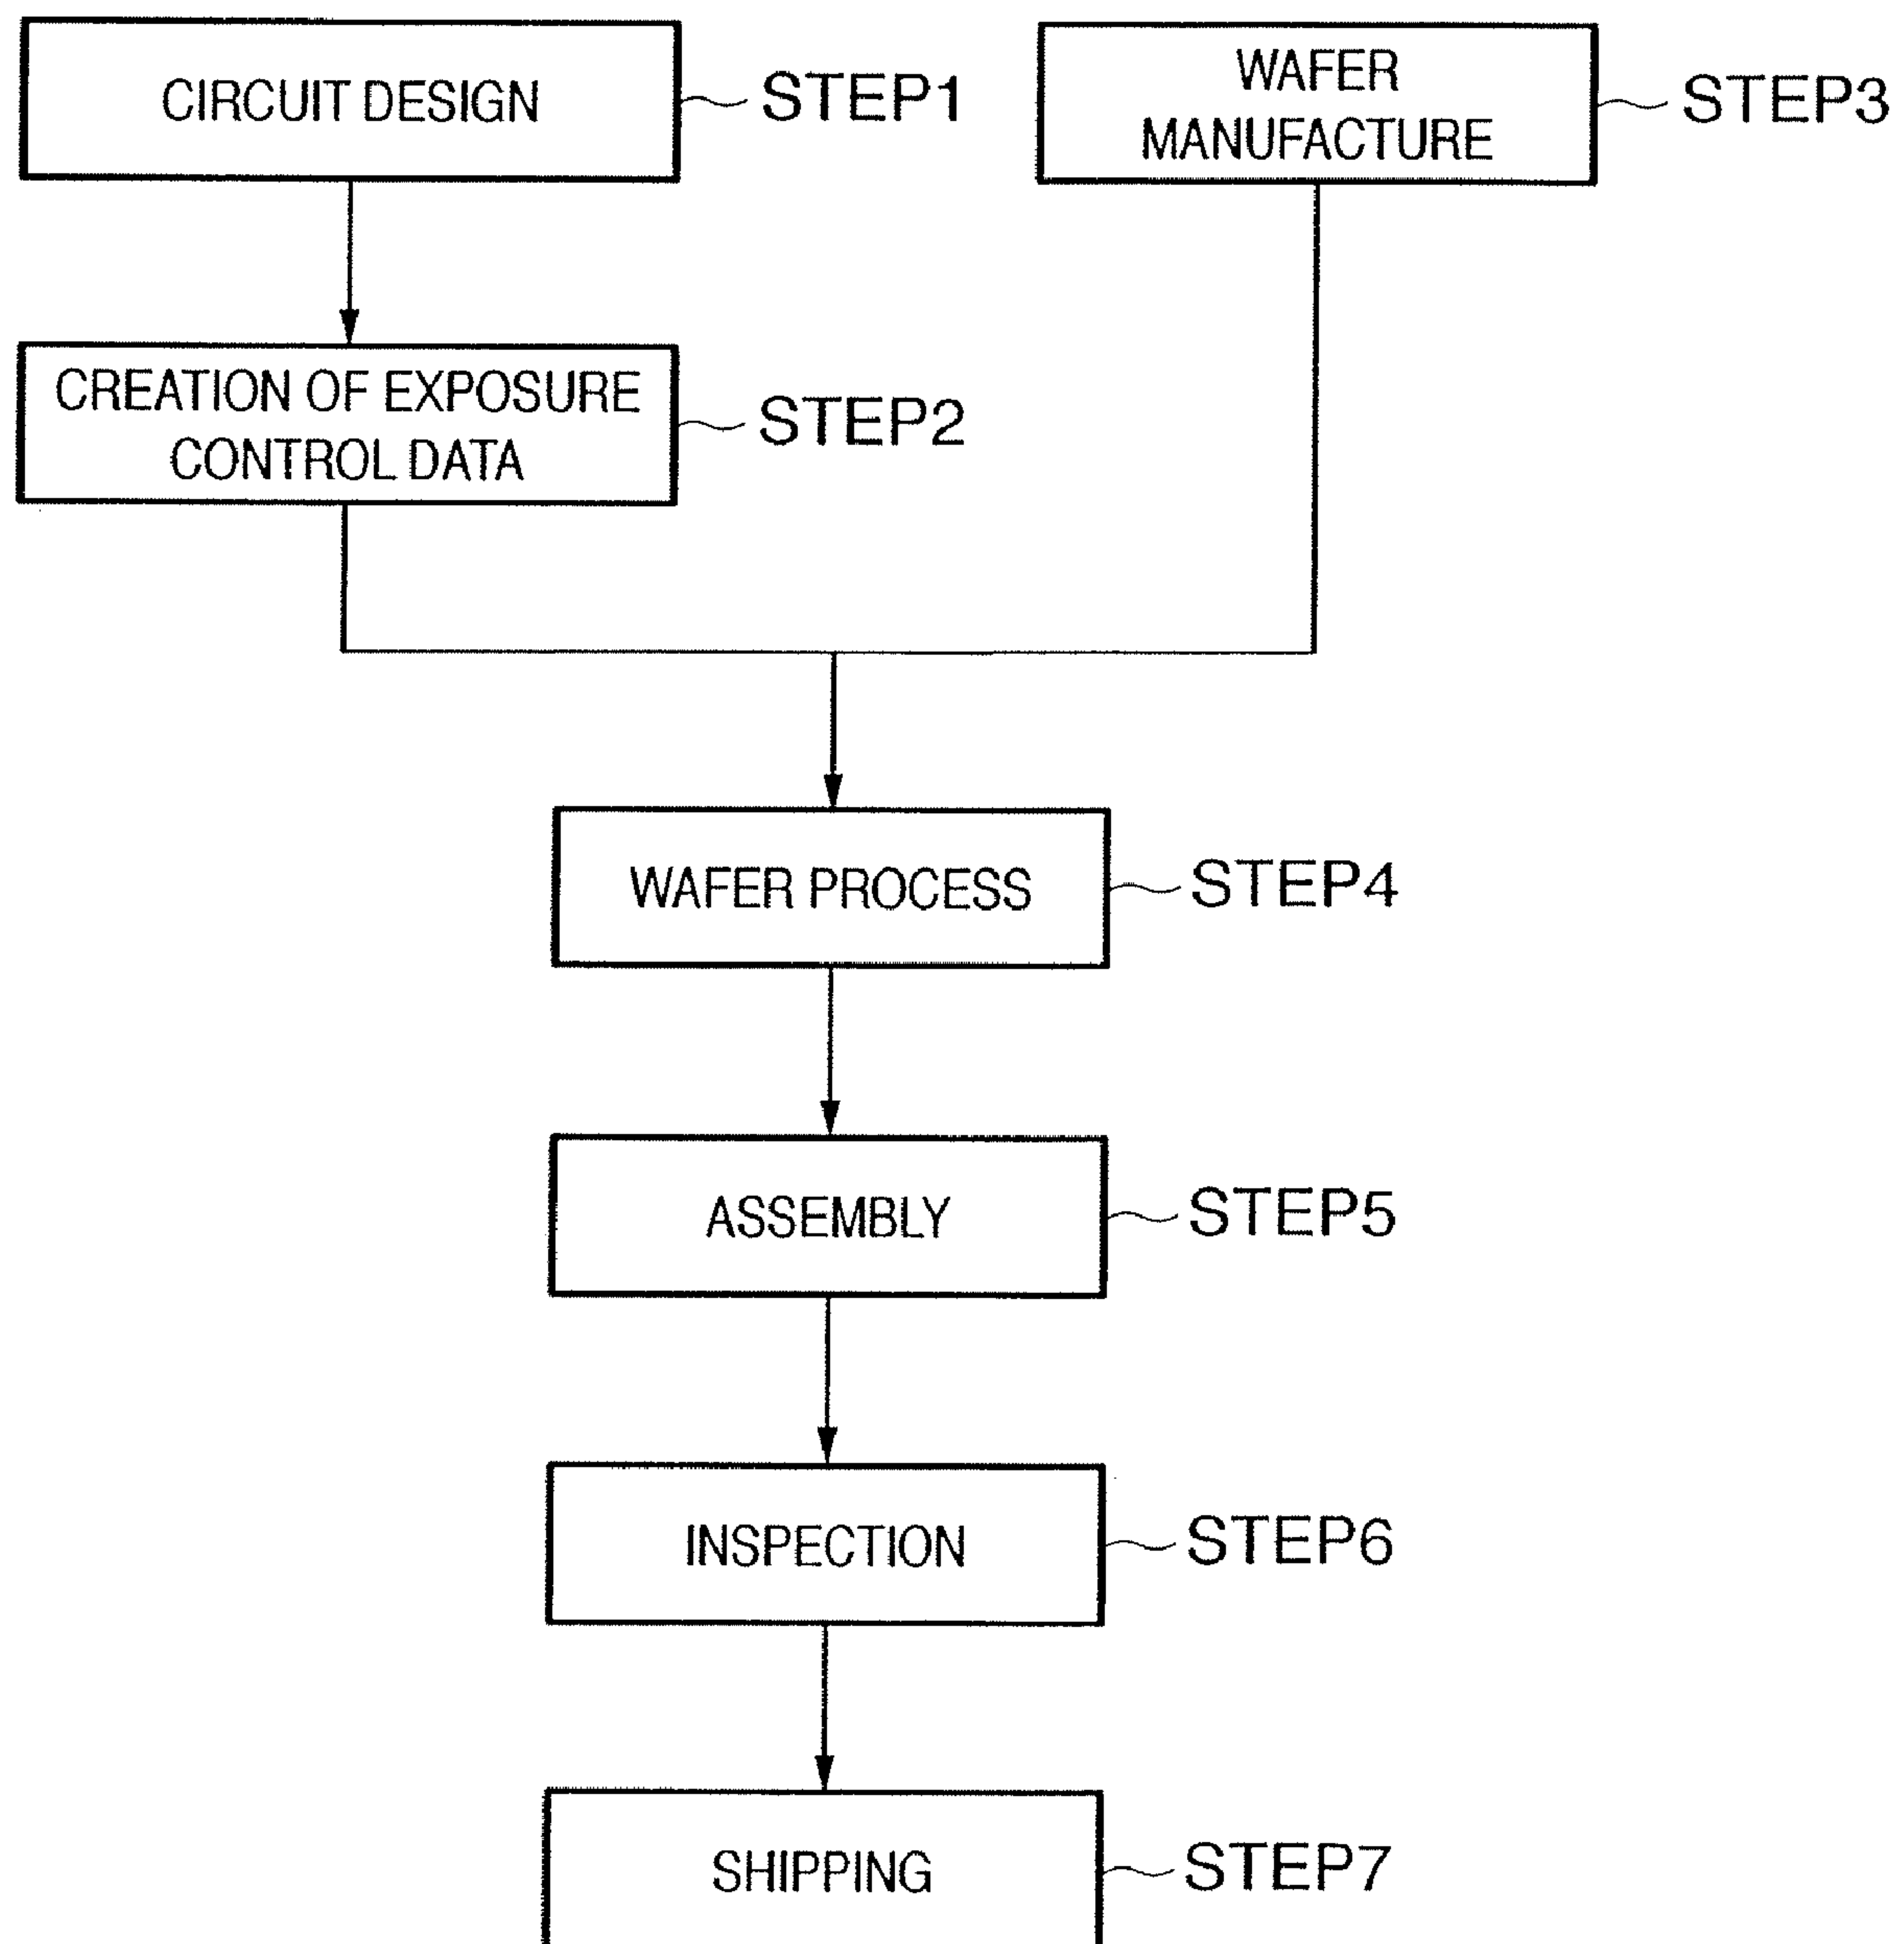 CIRCUIT DESIGN
STEP1
WAFER
MANUFACTURE
STEP3
CREATION OF EXPOSURE
CONTROL DATA
STEP2
WAFER PROCESS
STEP4
ASSEMBLY
STEP5
INSPECTION
STEP6
SHIPPING
STEP7